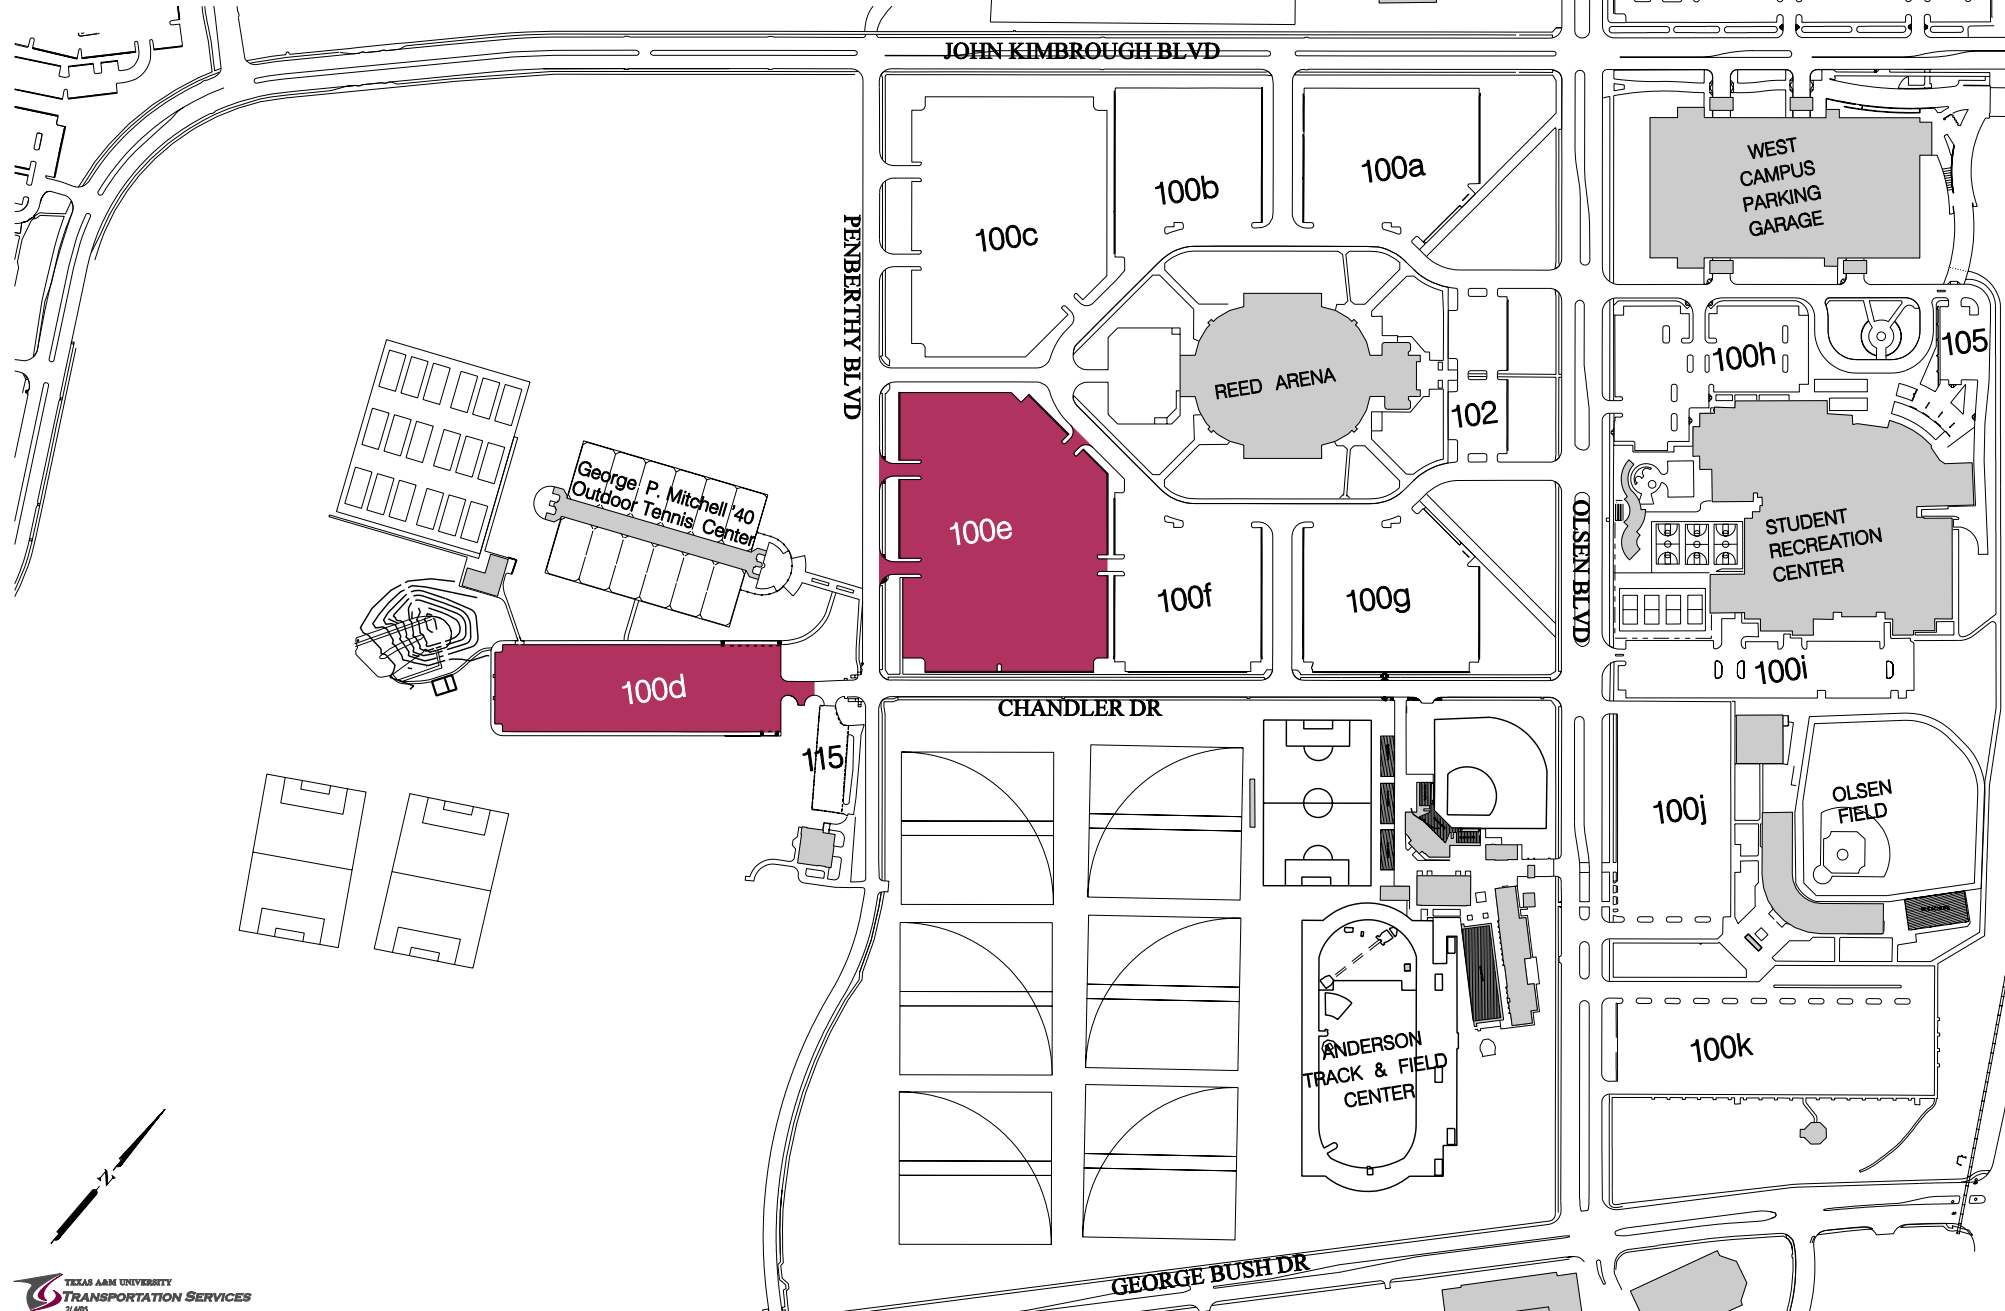 JOHN KIMBROUGH BLVD
WEST
CAMPUS
PARKING
GARAGE
100a
100b
100c
PENBERTHY BLVD
REED ARENA
102
100h
105
George P. Mitchell '40
Outdoor Tennis Center
100e
100f
100g
OLSEN BLVD
STUDENT
RECREATION
CENTER
100d
100i
CHANDLER DR
115
100j
OLSEN
FIELD
ANDERSON
TRACK & FIELD
CENTER
100k
N
GEORGE BUSH DR
TEXAS A&M UNIVERSITY
TRANSPORTATION SERVICES